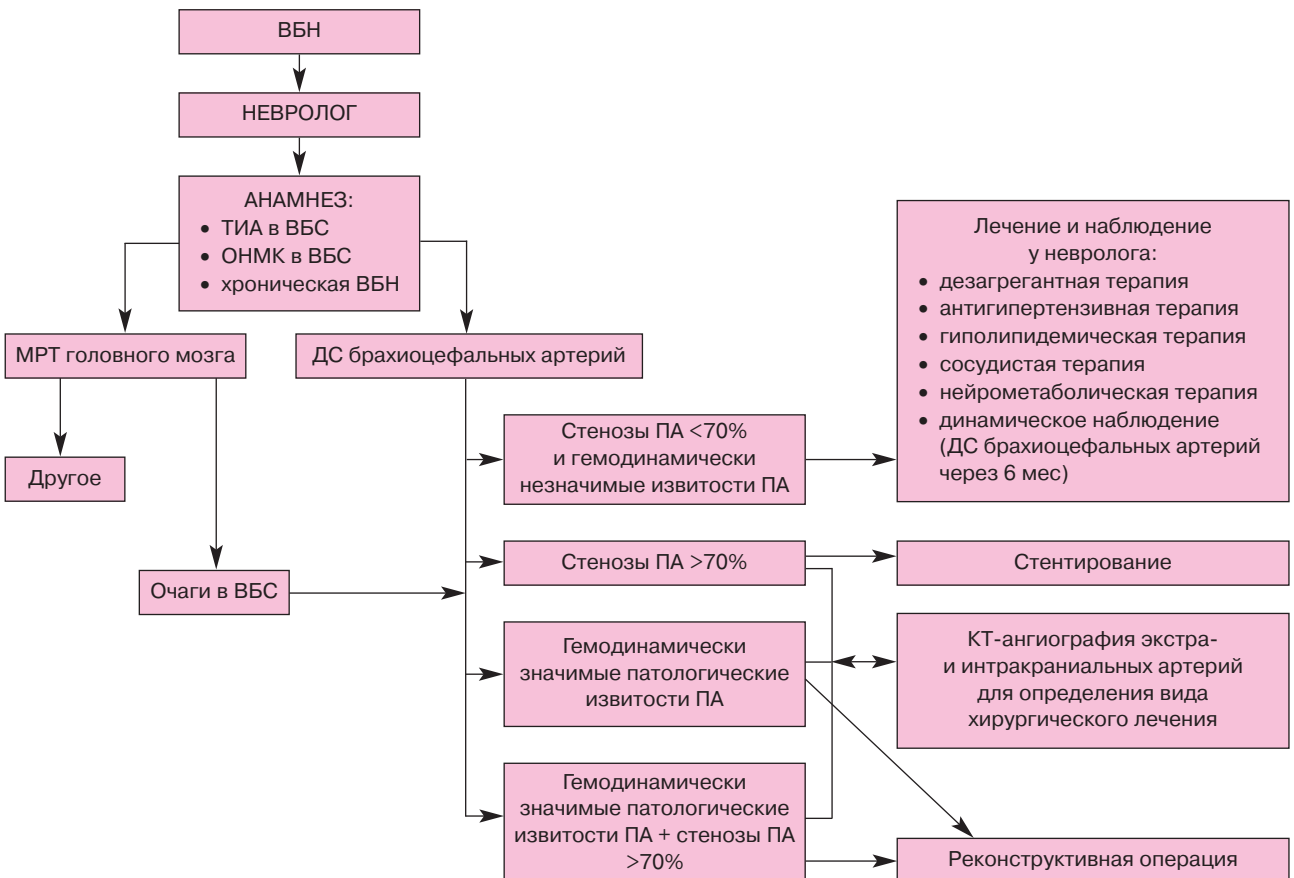 ВБН
НЕВРОЛОГ
АНАМНЕЗ:
• ТИА в ВБС
• ОНМК в ВБС
• хроническая ВБН
МРТ головного мозга
ДС брахиоцефальных артерий
Другое
Очаги в ВБС
Стенозы ПА <70%
и гемодинамически
незначимые извитости ПА
Стенозы ПА >70%
Гемодинамически
значимые патологические
извитости ПА
Гемодинамически
значимые патологические
извитости ПА + стенозы ПА
>70%
Лечение и наблюдение
у невролога:
• дезагрегантная терапия
• антигипертензивная терапия
• гиполипидемическая терапия
• сосудистая терапия
• нейрометаболическая терапия
• динамическое наблюдение
(ДС брахиоцефальных артерий
через 6 мес)
Стентирование
КТ-ангиография экстра-
и интракраниальных артерий
для определения вида
хирургического лечения
Реконструктивная операция